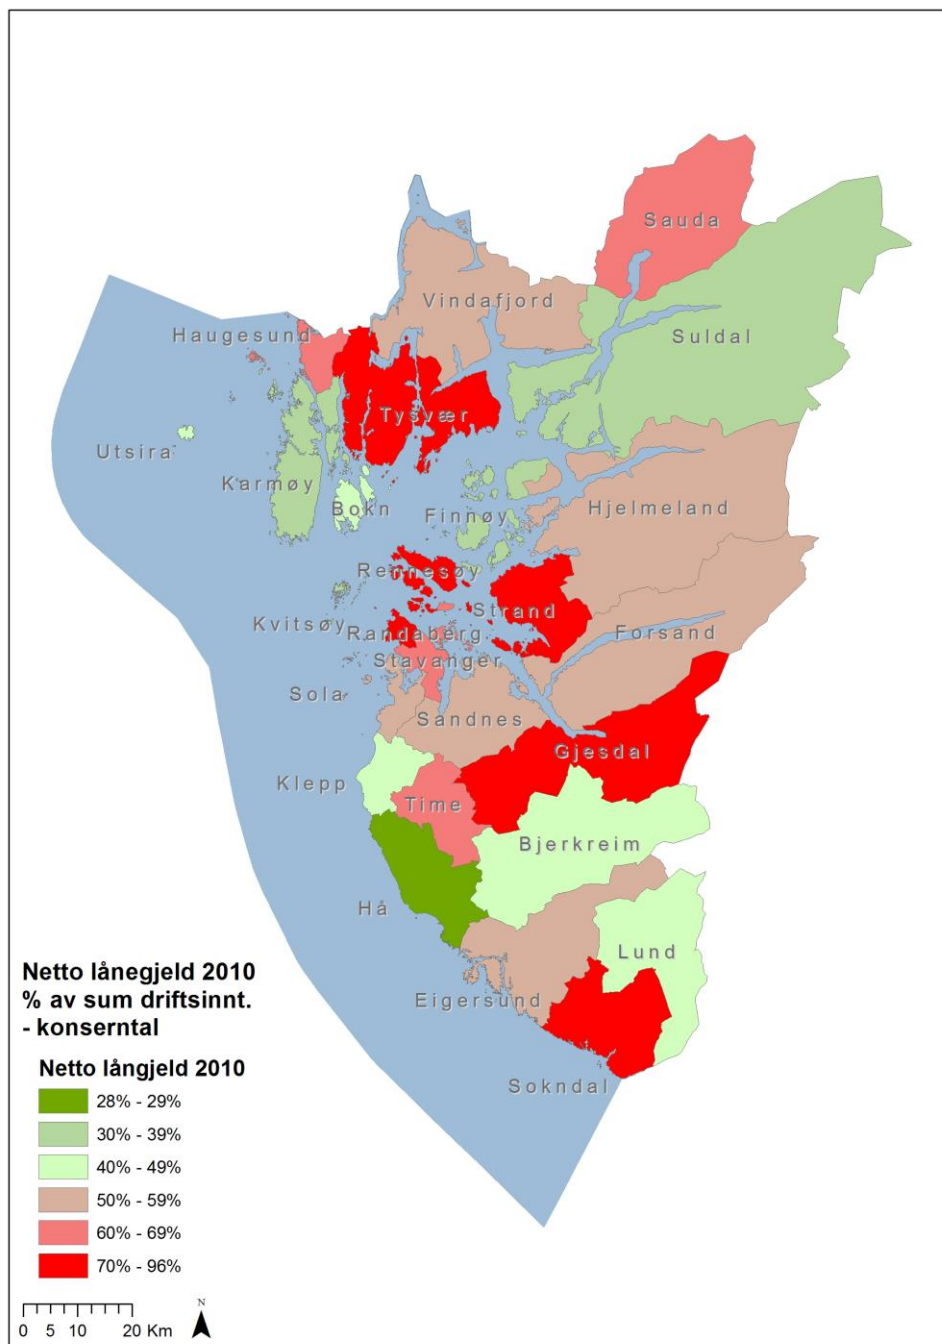 Sauda
Vindafjord
Suldal
Haugesund
Tysvær
Utsira
Karmøy
Bokn
Finnøy
Hjelmeland
Rennesøy
Strand
Kvitsøy
Randaberg
Forsand
Stavanger
Sola
Sandnes
Gjesdal
Klepp
Time
Bjerkreim
Hå
Lund
Eigersund
Sokndal
Netto lånegjeld 2010
% av sum driftsinnt.
- konserntal
Netto långjeld 2010
28% - 29%
30% - 39%
40% - 49%
50% - 59%
60% - 69%
70% - 96%
N
0 5 10 20 Km